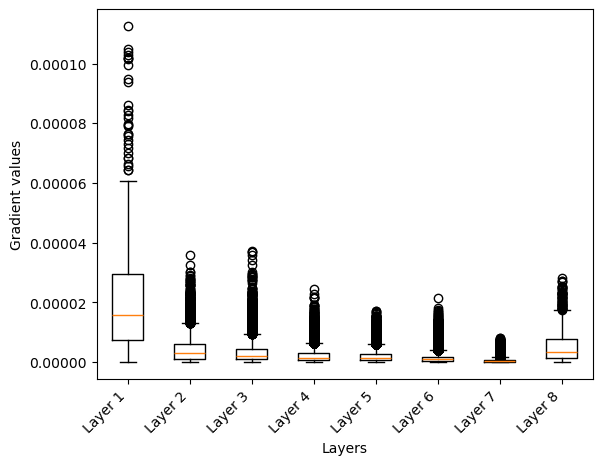 Gradient values
0.00010
0.00008
0.00006
0.00004
0.00002
0.00000
Layer 1
Layer 2
Layer 3
Layer 4
Layer 5
Layer 6
Layer 7
Layer 8
Layers